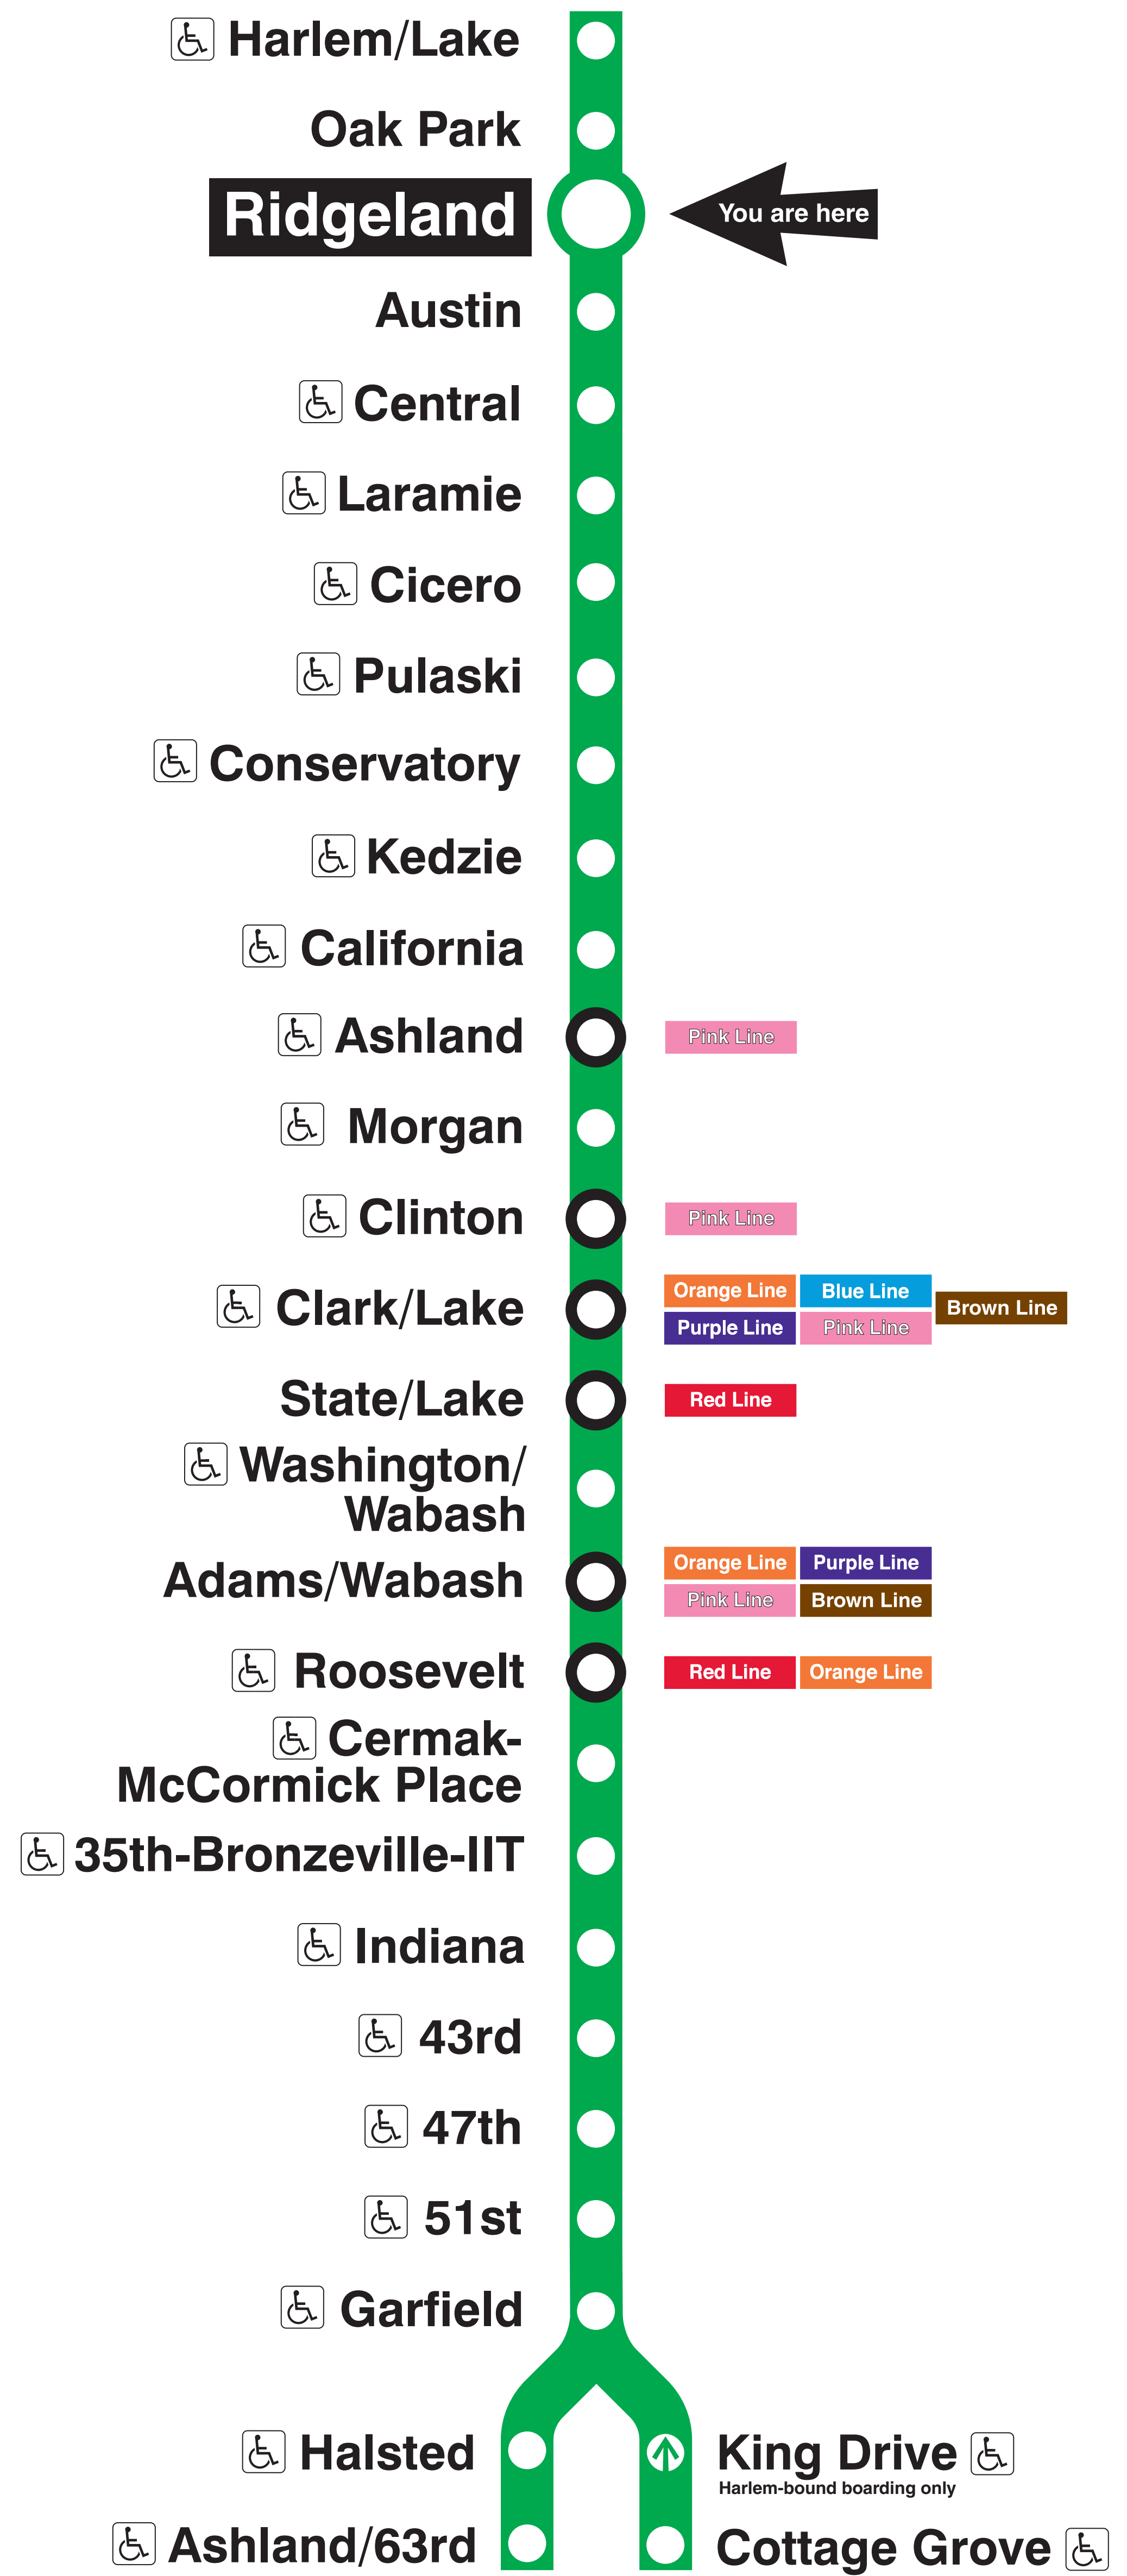 Harlem/Lake
Oak Park
Ridgeland
You are here
Austin
Central
Laramie
Cicero
Pulaski
Conservatory
Kedzie
California
Ashland
Pink Line
Morgan
Clinton
Pink Line
Clark/Lake
Orange Line Blue Line
Brown Line
Purple Line Pink Line
State/Lake
Red Line
Washington/
Wabash
Adams/Wabash
Orange Line Purple Line
Pink Line Brown Line
Roosevelt
Red Line Orange Line
Cermak-
McCormick Place
35th-Bronzeville-IIT
Indiana
43rd
47th
51st
Garfield
Halsted
King Drive
Harlem-bound boarding only
Ashland/63rd
Cottage Grove